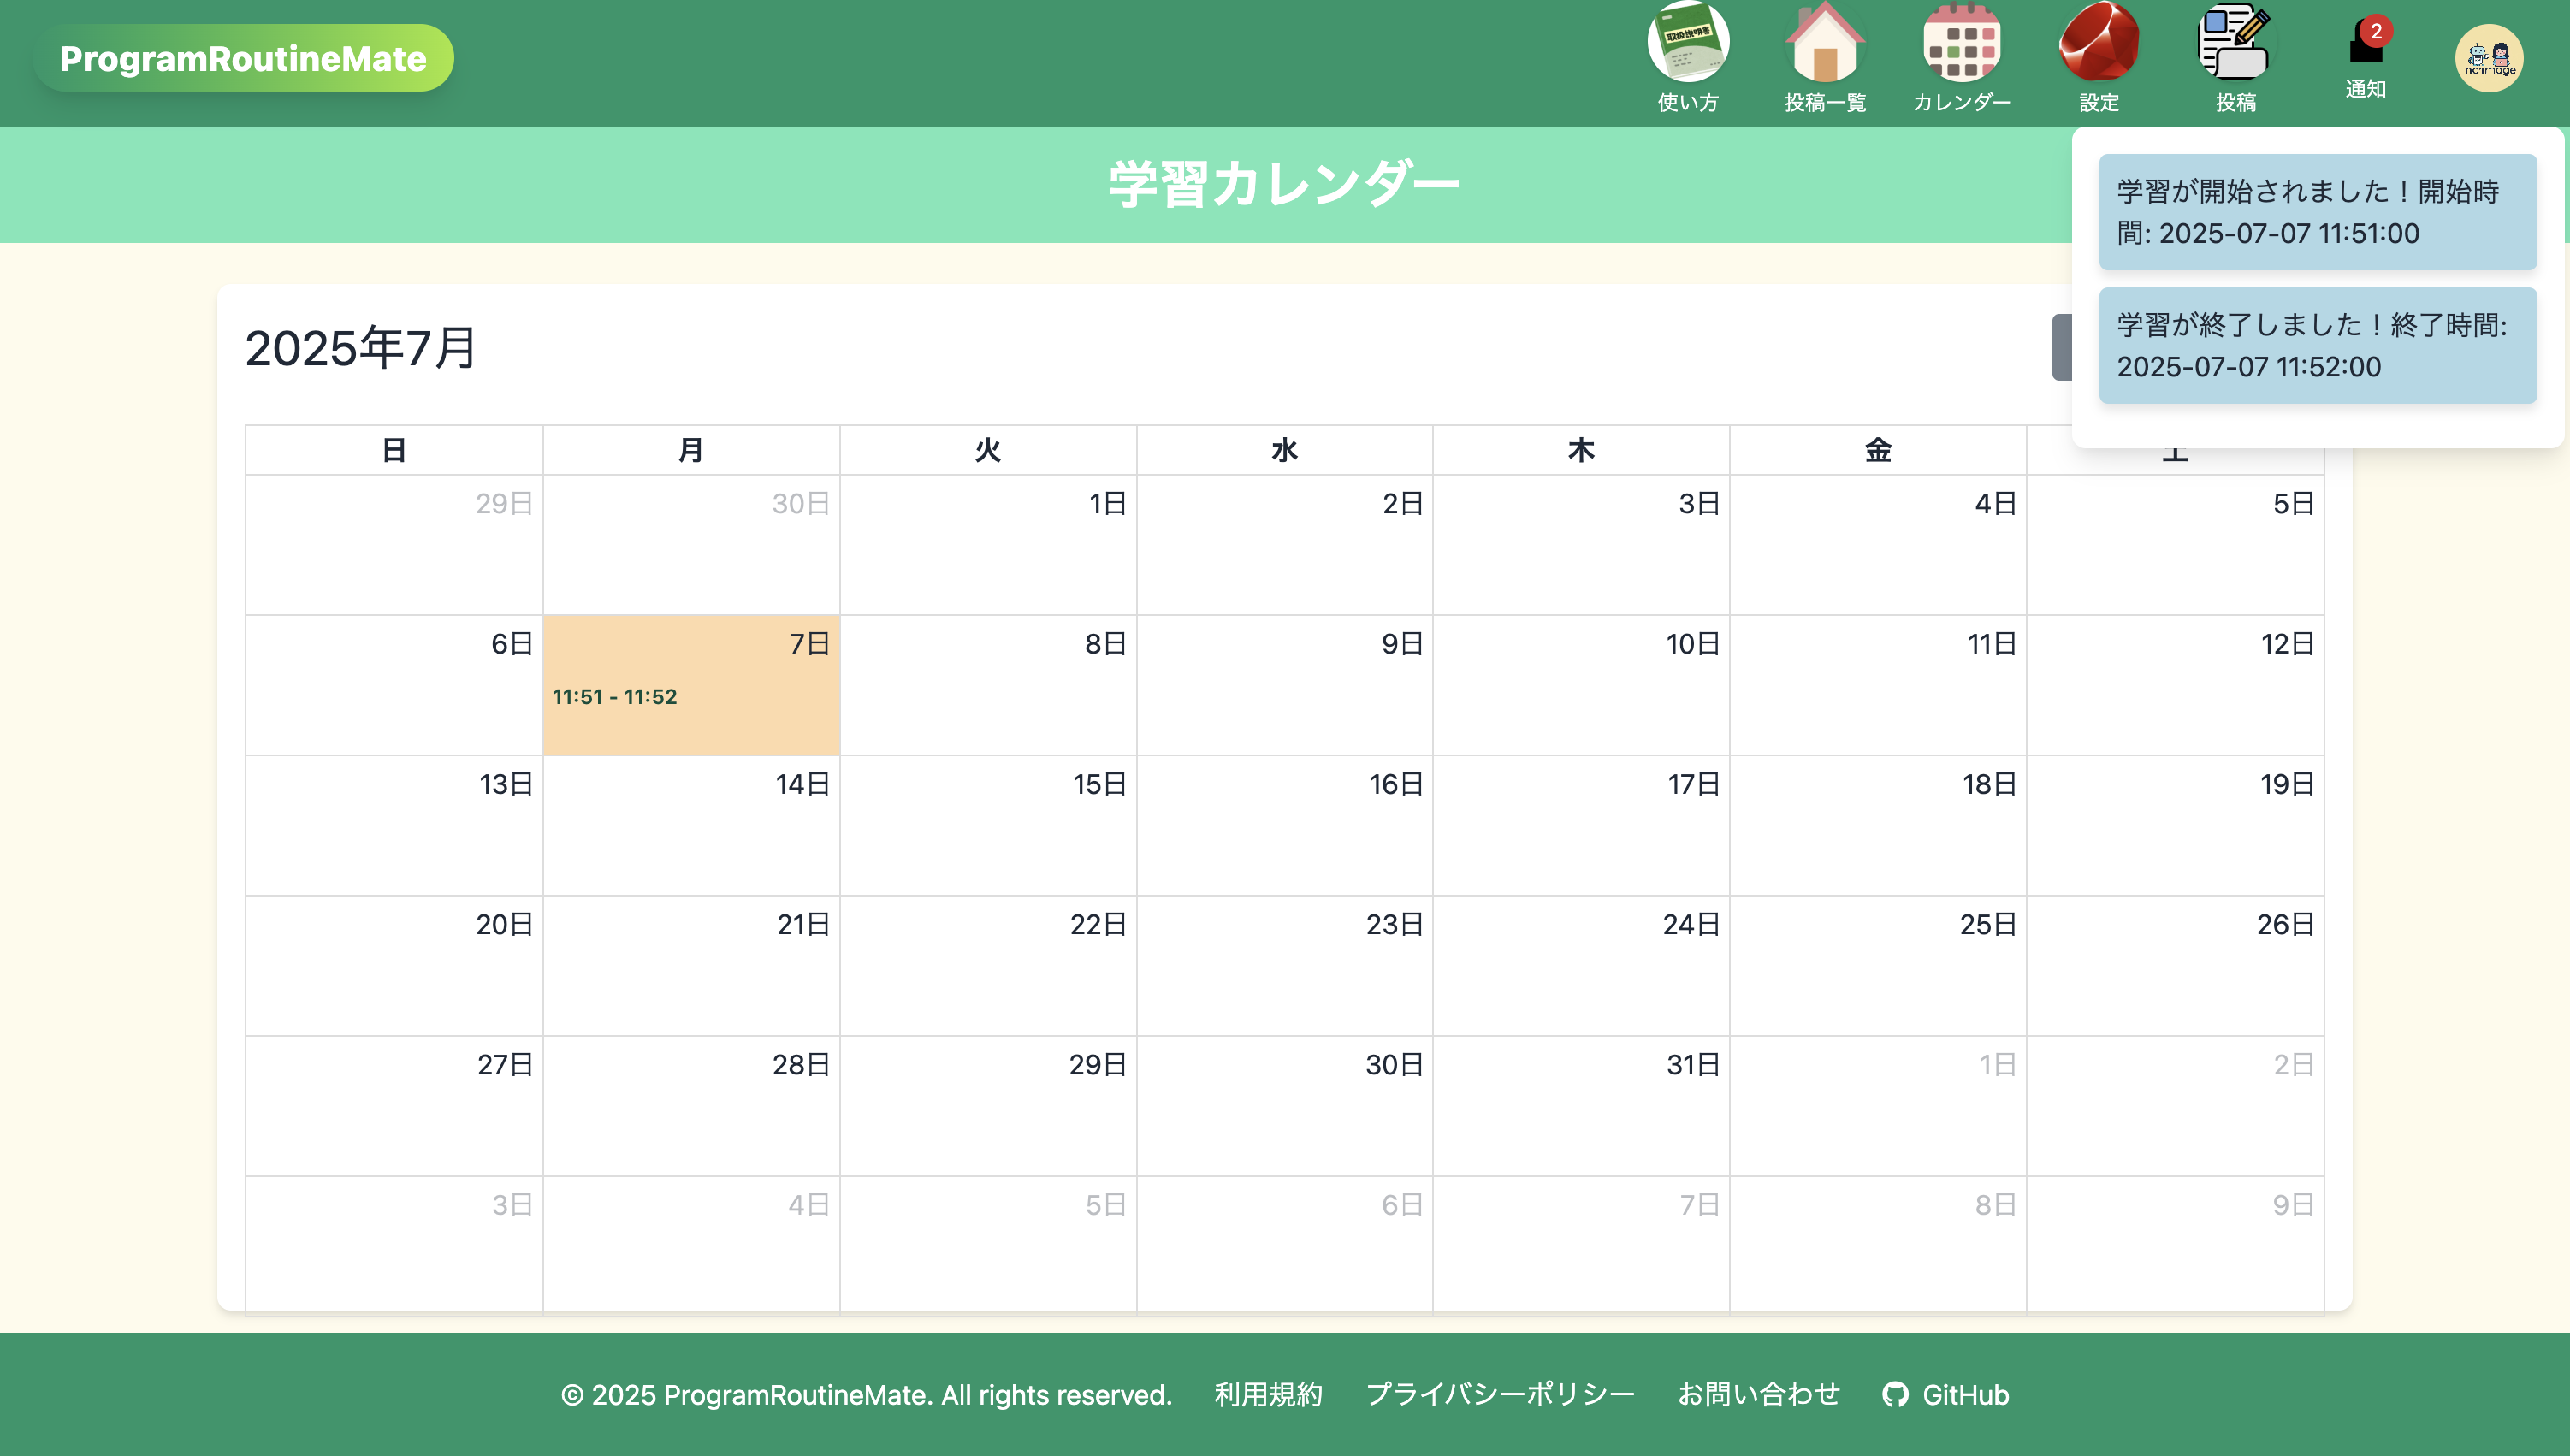 ProgramRoutineMate
取扱説明書
使い方
投稿一覧
カレンダー
設定
投稿
2
通知
no image
学習カレンダー
学習が開始されました！開始時
間: 2025-07-07 11:51:00
学習が終了しました！終了時間:
2025-07-07 11:52:00
2025年7月
日 月 火 水 木 金 土
29日 30日 1日 2日 3日 4日 5日
6日 7日 8日 9日 10日 11日 12日
11:51 - 11:52
13日 14日 15日 16日 17日 18日 19日
20日 21日 22日 23日 24日 25日 26日
27日 28日 29日 30日 31日 1日 2日
3日 4日 5日 6日 7日 8日 9日
© 2025 ProgramRoutineMate. All rights reserved. 利用規約 プライバシーポリシー お問い合わせ GitHub